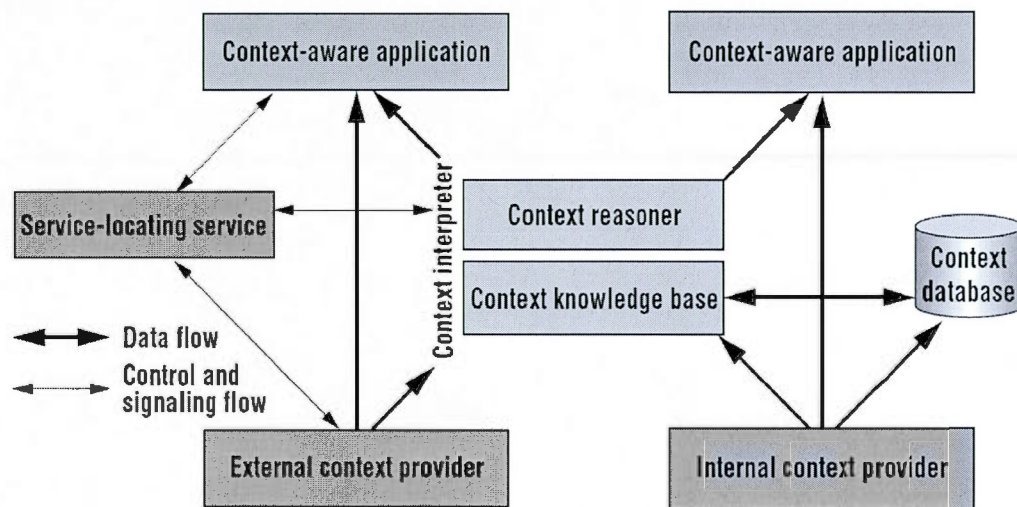 Context-aware application
Context-aware application
Service-locating service
Context interpreter
Context reasoner
Context knowledge base
Context
database
Data flow
Control and
signaling flow
External context provider
Internal context provider